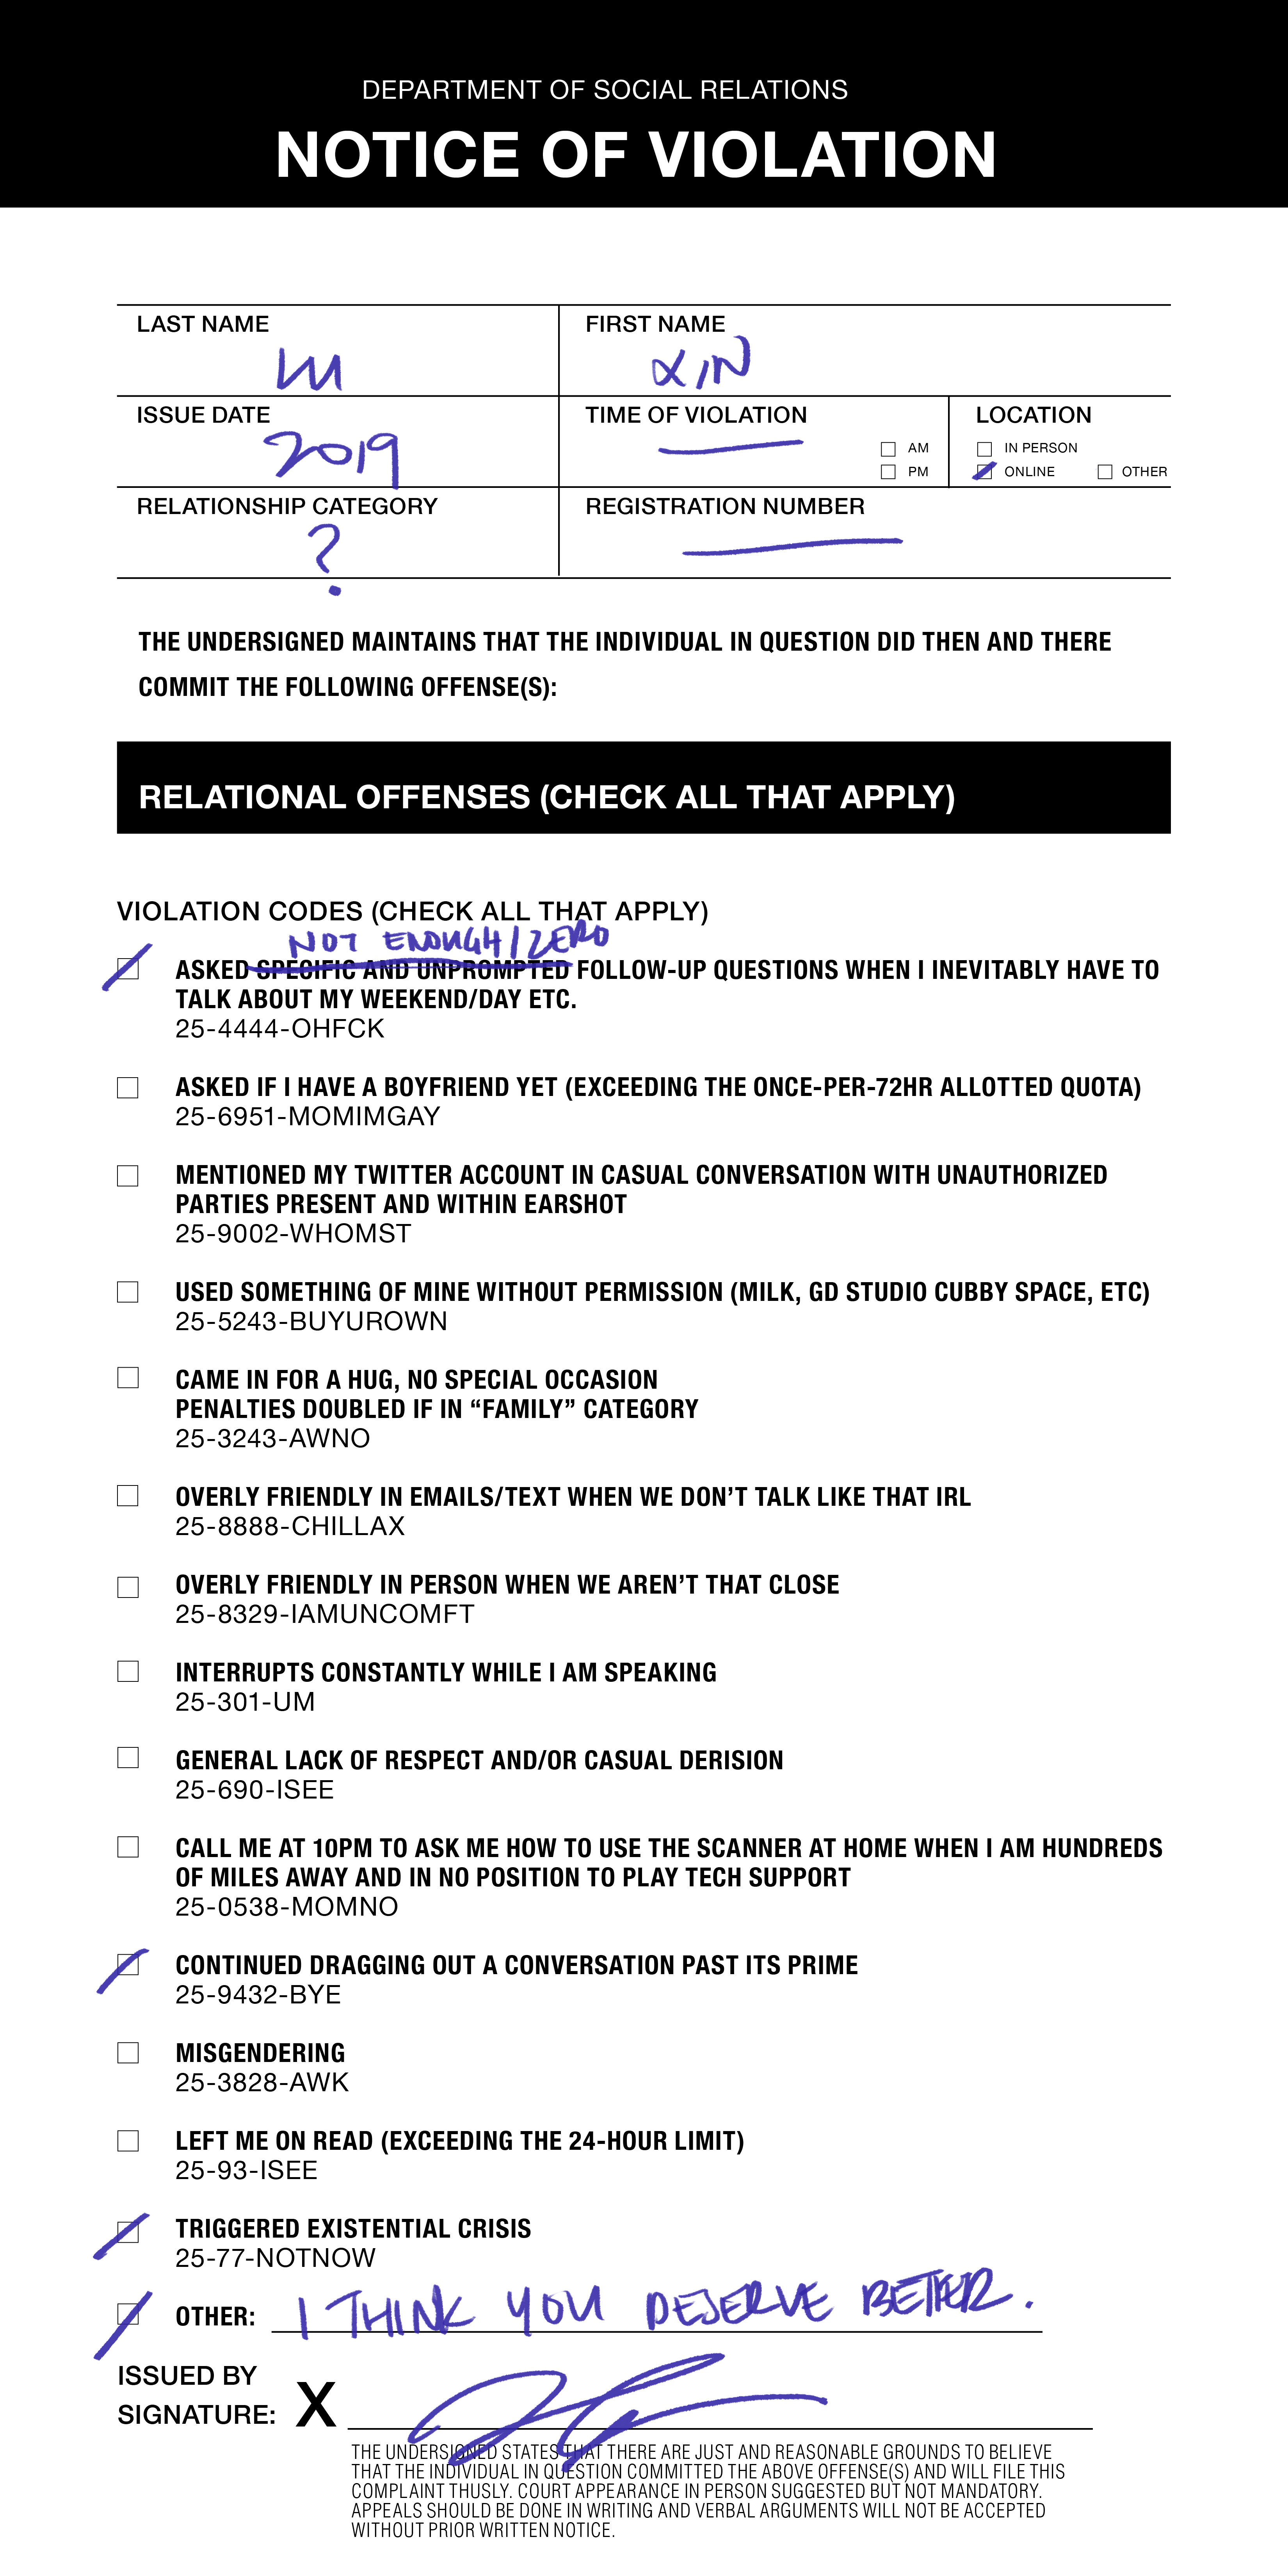 DEPARTMENT OF SOCIAL RELATIONS
NOTICE OF VIOLATION
LAST NAME
FIRST NAME
XIN
ISSUE DATE
2019
TIME OF VIOLATION
AM
PM
LOCATION
IN PERSON
ONLINE
OTHER
RELATIONSHIP CATEGORY
?
REGISTRATION NUMBER
THE UNDERSIGNED MAINTAINS THAT THE INDIVIDUAL IN QUESTION DID THEN AND THERE
COMMIT THE FOLLOWING OFFENSE(S):
RELATIONAL OFFENSES (CHECK ALL THAT APPLY)
VIOLATION CODES (CHECK ALL THAT APPLY)
NOT ENOUGH/ZERO
ASKED SPECIFIC AND UNPROMPTED FOLLOW-UP QUESTIONS WHEN I INEVITABLY HAVE TO
TALK ABOUT MY WEEKEND/DAY ETC.
25-4444-OHFCK
ASKED IF I HAVE A BOYFRIEND YET (EXCEEDING THE ONCE-PER-72HR ALLOTTED QUOTA)
25-6951-MOMIMGAY
MENTIONED MY TWITTER ACCOUNT IN CASUAL CONVERSATION WITH UNAUTHORIZED
PARTIES PRESENT AND WITHIN EARSHOT
25-9002-WHOMST
USED SOMETHING OF MINE WITHOUT PERMISSION (MILK, GD STUDIO CUBBY SPACE, ETC)
25-5243-BUYUROWN
CAME IN FOR A HUG, NO SPECIAL OCCASION
PENALTIES DOUBLED IF IN “FAMILY” CATEGORY
25-3243-AWNO
OVERLY FRIENDLY IN EMAILS/TEXT WHEN WE DON’T TALK LIKE THAT IRL
25-8888-CHILLAX
OVERLY FRIENDLY IN PERSON WHEN WE AREN’T THAT CLOSE
25-8329-IAMUNCOMFT
INTERRUPTS CONSTANTLY WHILE I AM SPEAKING
25-301-UM
GENERAL LACK OF RESPECT AND/OR CASUAL DERISION
25-690-ISEE
CALL ME AT 10PM TO ASK ME HOW TO USE THE SCANNER AT HOME WHEN I AM HUNDREDS
OF MILES AWAY AND IN NO POSITION TO PLAY TECH SUPPORT
25-0538-MOMNO
CONTINUED DRAGGING OUT A CONVERSATION PAST ITS PRIME
25-9432-BYE
MISGENDERING
25-3828-AWK
LEFT ME ON READ (EXCEEDING THE 24-HOUR LIMIT)
25-93-ISEE
TRIGGERED EXISTENTIAL CRISIS
25-77-NOTNOW
OTHER: I THINK YOU DESERVE BETTER.
ISSUED BY
SIGNATURE: X
THE UNDERSIGNED STATES THAT THERE ARE JUST AND REASONABLE GROUNDS TO BELIEVE
THAT THE INDIVIDUAL IN QUESTION COMMITTED THE ABOVE OFFENSE(S) AND WILL FILE THIS
COMPLAINT THUSLY. COURT APPEARANCE IN PERSON SUGGESTED BUT NOT MANDATORY.
APPEALS SHOULD BE DONE IN WRITING AND VERBAL ARGUMENTS WILL NOT BE ACCEPTED
WITHOUT PRIOR WRITTEN NOTICE.